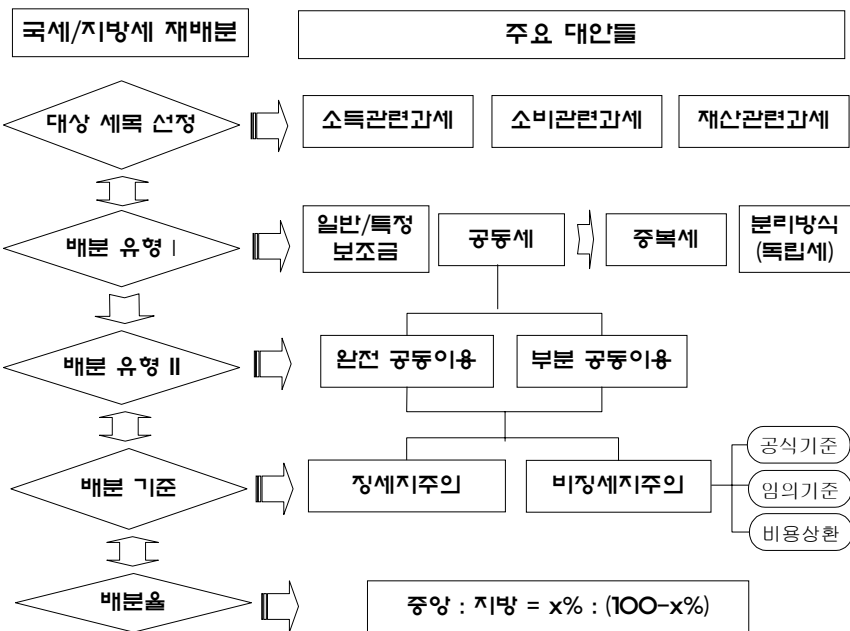 국세/지방세 재배분
주요 대안들
대상 세목 선정
소득관련과세
소비관련과세
재산관련과세
배분 유형 I
일반/특정
보조금
공동세
중복세
분리방식
(독립세)
배분 유형 II
완전 공동이용
부분 공동이용
배분 기준
징세지주의
비징세지주의
공식기준
임의기준
비용상환
배분율
중앙 : 지방 = x% : (100-x%)